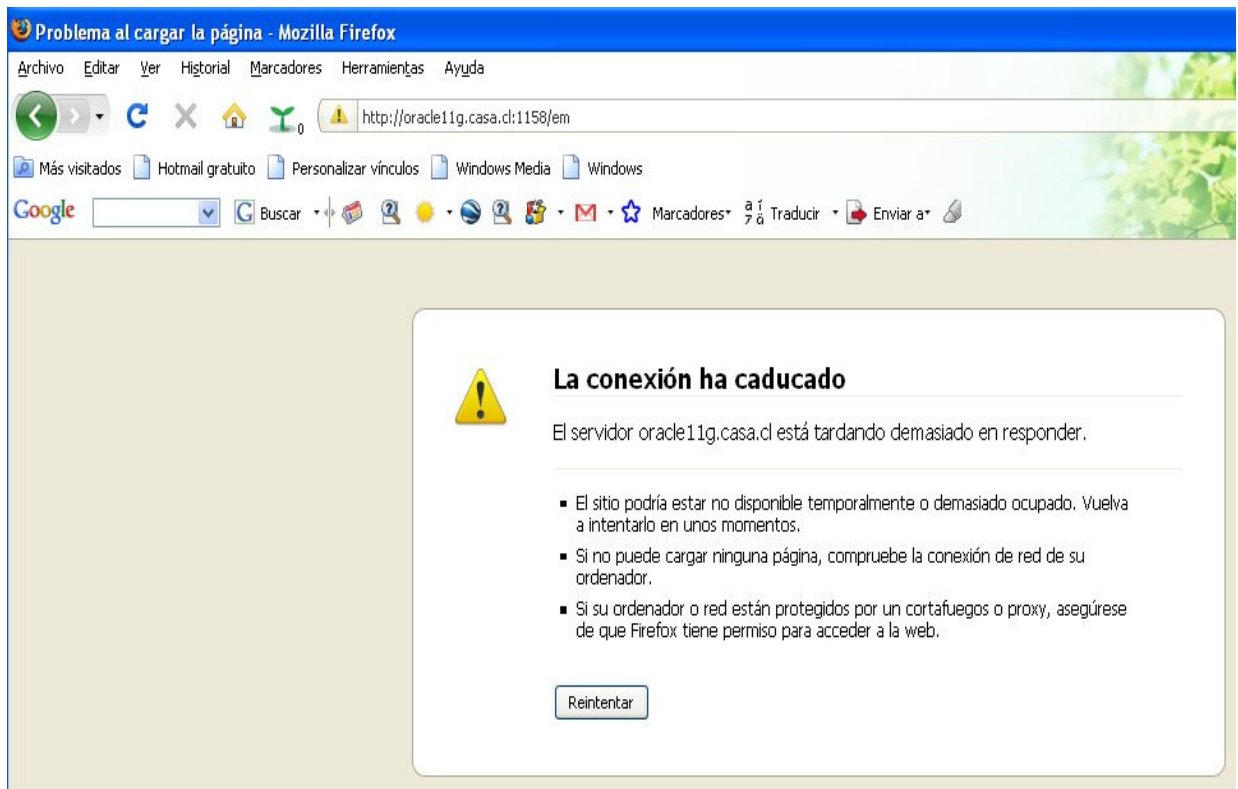 Problema al cargar la página - Mozilla Firefox
Archivo Editar Ver Historial Marcadores Herramientas Ayuda
0 http://oracle11g.casa.cl:1158/em
Más visitados Hotmail gratuito Personalizar vínculos Windows Media Windows
Google G Buscar Marcadores Traducir Enviar a
La conexión ha caducado
El servidor oracle11g.casa.cl está tardando demasiado en responder.
El sitio podría estar no disponible temporalmente o demasiado ocupado. Vuelva
a intentarlo en unos momentos.
Si no puede cargar ninguna página, compruebe la conexión de red de su
ordenador.
Si su ordenador o red están protegidos por un cortafuegos o proxy, asegúrese
de que Firefox tiene permiso para acceder a la web.
Reintentar